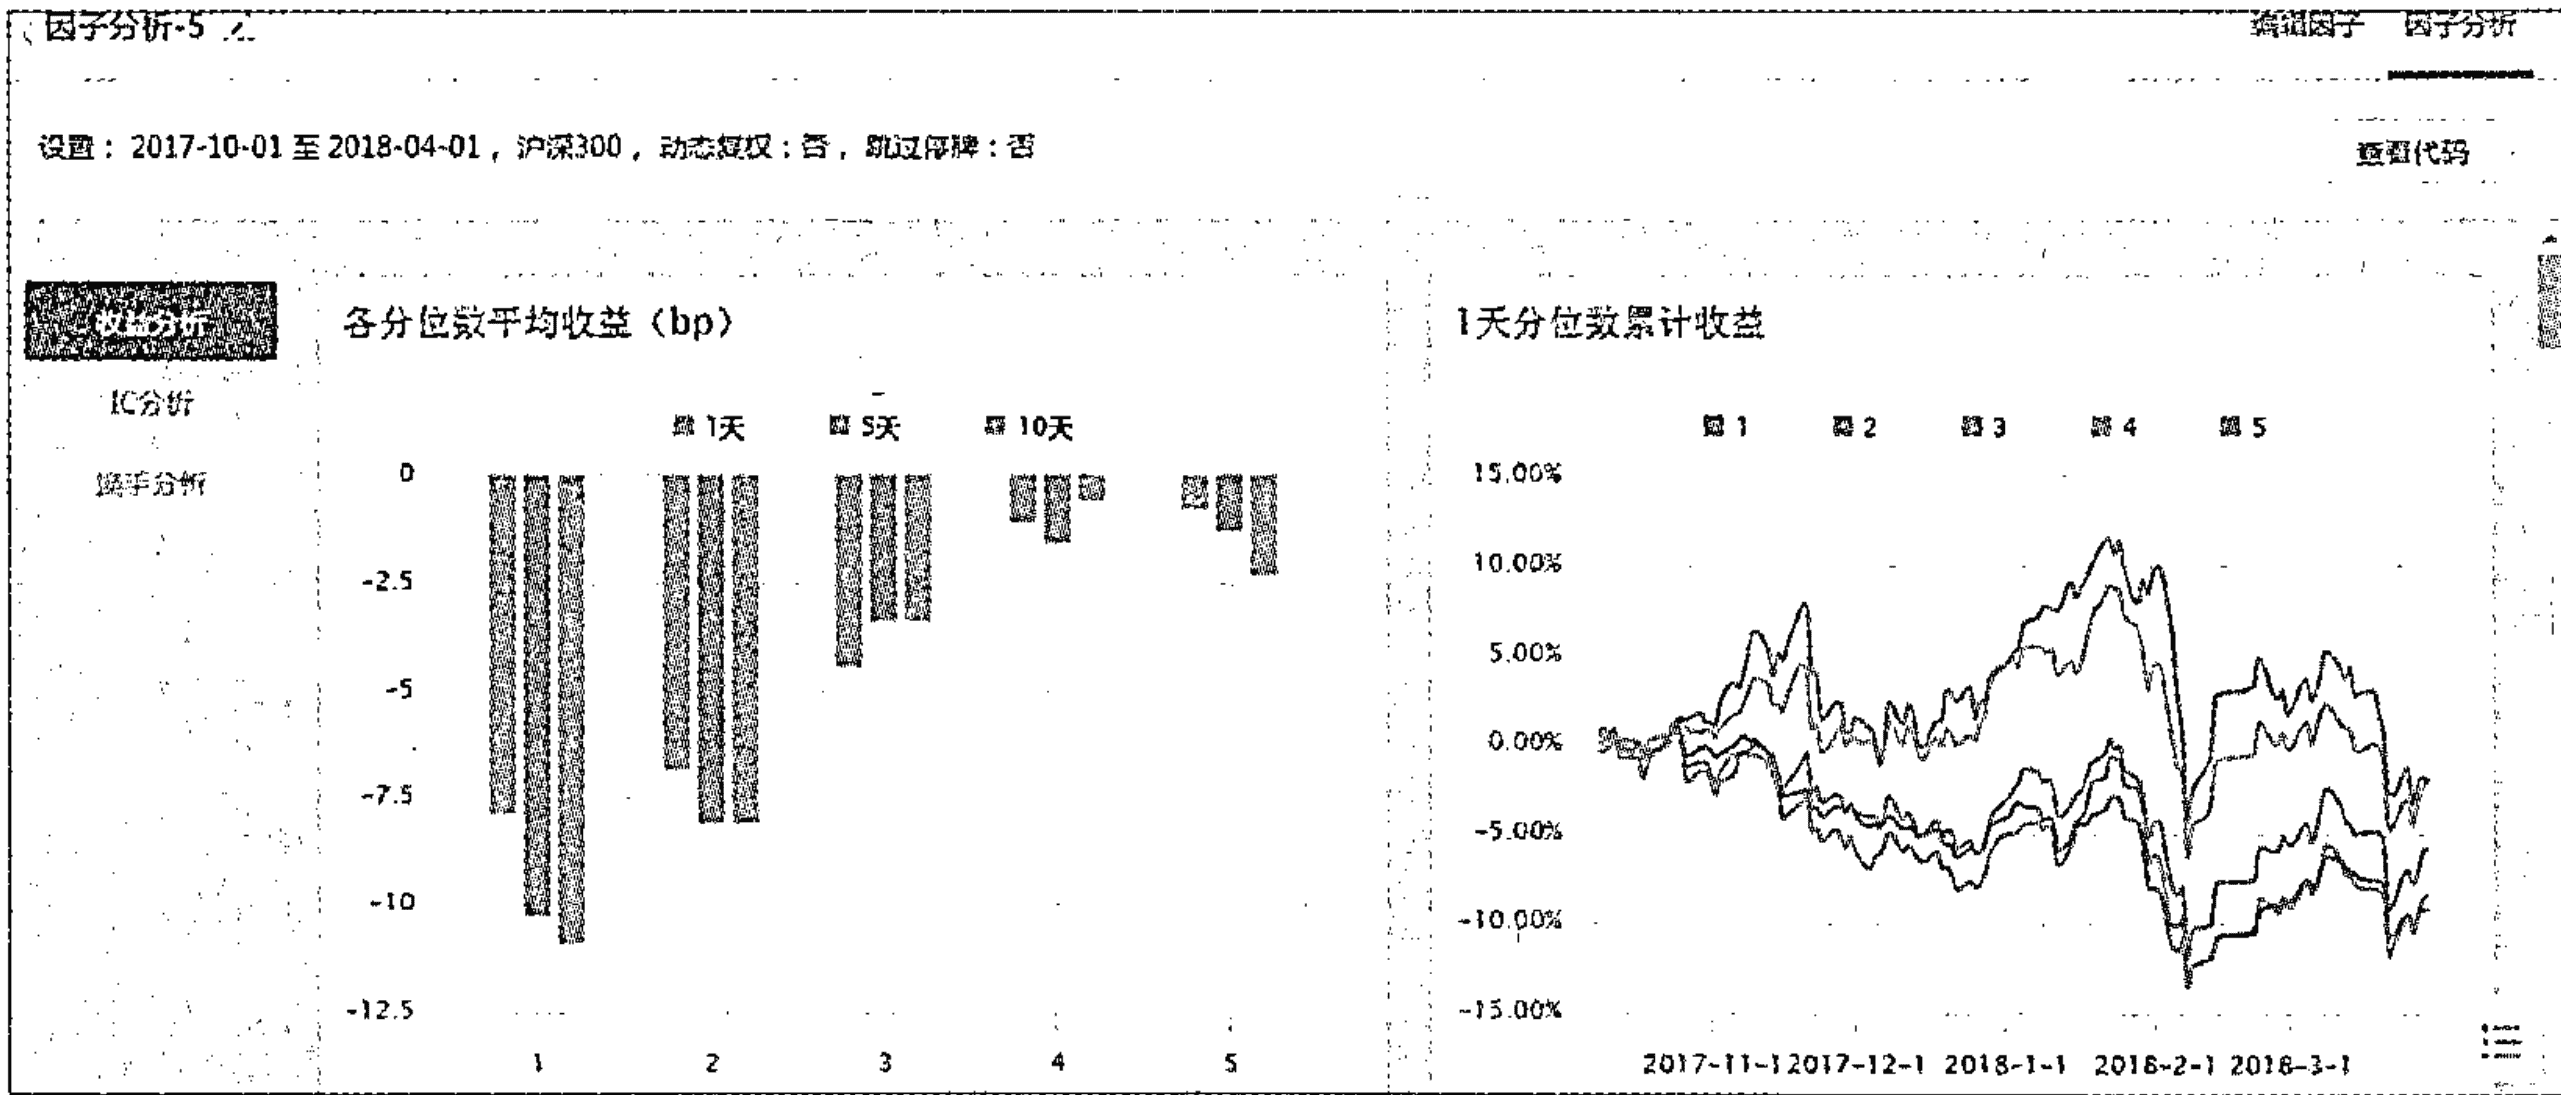 因子分析-5
编辑因子 因子分析
设置：2017-10-01 至 2018-04-01，沪深300，动态复权：否，跳过停牌：否
查看代码
收益分析
IC分析
换手分析
各分位数平均收益（bp）
1天 5天 10天
0
-2.5
-5
-7.5
-10
-12.5
1 2 3 4 5
1天分位数累计收益
1 2 3 4 5
15.00%
10.00%
5.00%
0.00%
-5.00%
-10.00%
-15.00%
2017-11-1 2017-12-1 2018-1-1 2018-2-1 2018-3-1